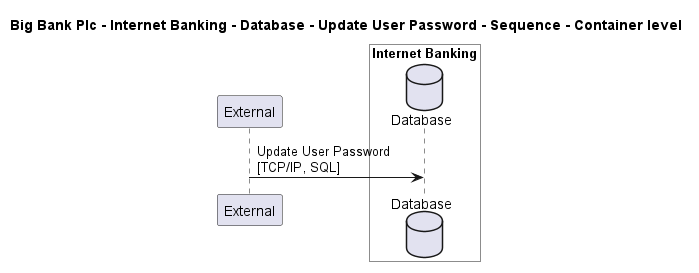 Big Bank Plc - Internet Banking - Database - Update User Password - Sequence - Container level
Internet Banking
External
Database
Update User Password
[TCP/IP, SQL]
External
Database